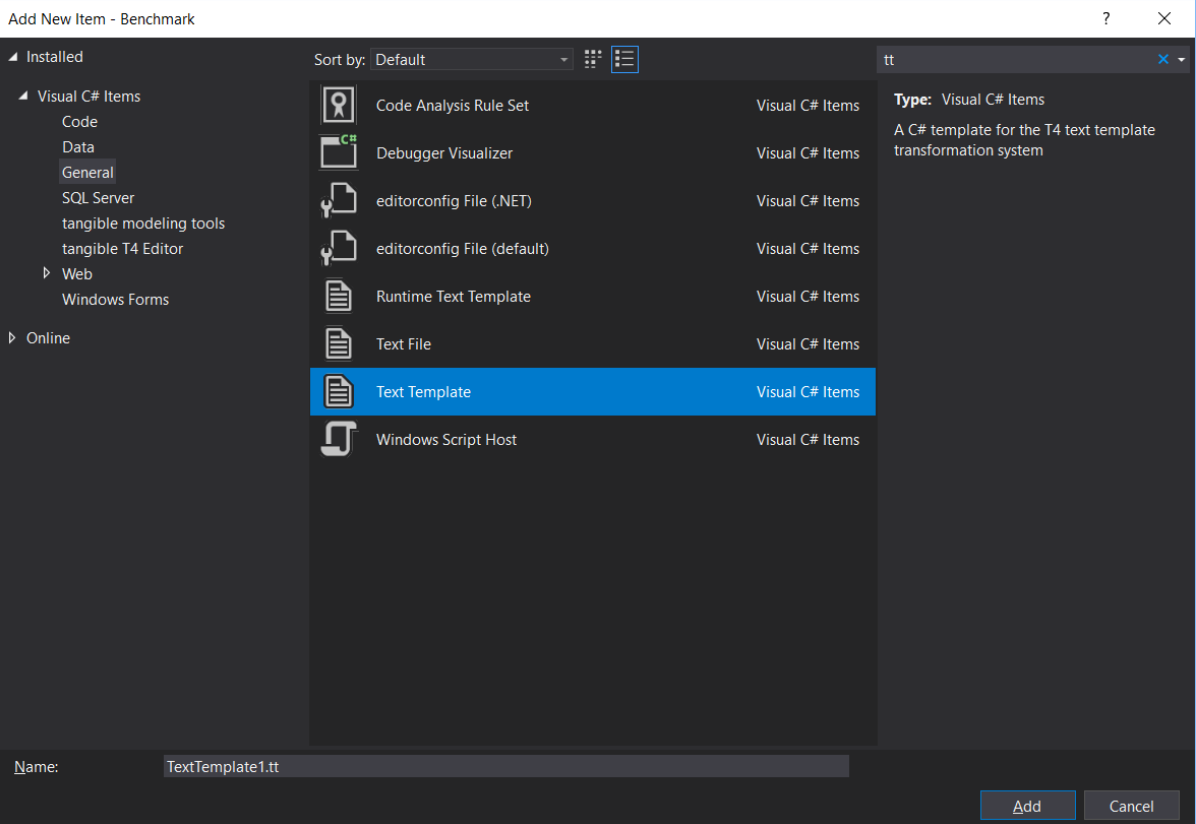 Add New Item - Benchmark
?
Installed
Visual C# Items
Code
Data
General
SQL Server
tangible modeling tools
tangible T4 Editor
Web
Windows Forms
Online
Sort by: Default
C#
Code Analysis Rule Set Visual C# Items
Debugger Visualizer Visual C# Items
editorconfig File (.NET) Visual C# Items
editorconfig File (default) Visual C# Items
Runtime Text Template Visual C# Items
Text File Visual C# Items
Text Template Visual C# Items
Windows Script Host Visual C# Items
tt
Type: Visual C# Items
A C# template for the T4 text template
transformation system
Name: TextTemplate1.tt
Add Cancel